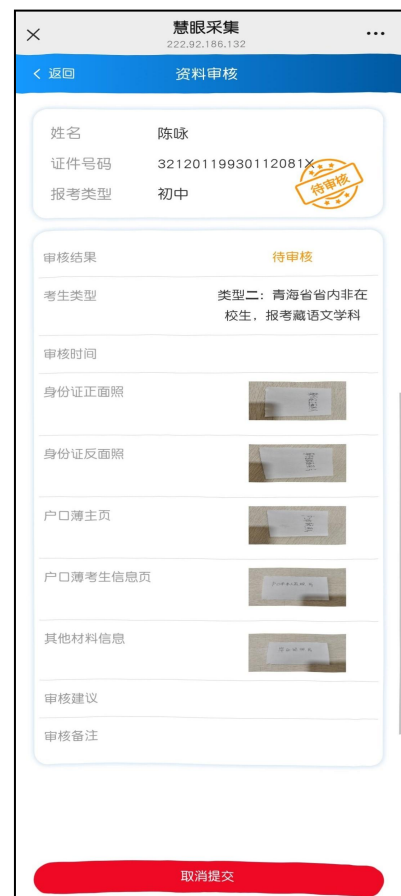 慧眼采集
222.92.186.132
返回
资料审核
姓名 陈咏
证件号码 32120119930112081X
报考类型 初中
待审核
审核结果 待审核
考生类型 类型二：青海省省内非在
校生，报考藏语文学科
审核时间
身份证正面照
身份证反面照
户口薄主页
户口薄考生信息页
其他材料信息
审核建议
审核备注
取消提交